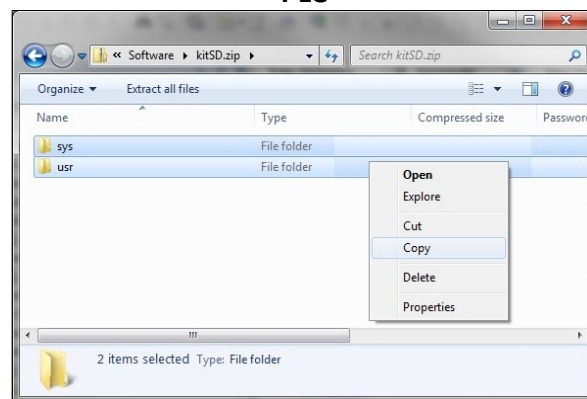 « Software ▸ kitSD.zip ▸
Search kitSD.zip
Organize ▼ Extract all files
Name Type Compressed size Passwor
sys File folder
usr File folder
Open
Explore
Cut
Copy
Delete
Properties
2 items selected Type: File folder